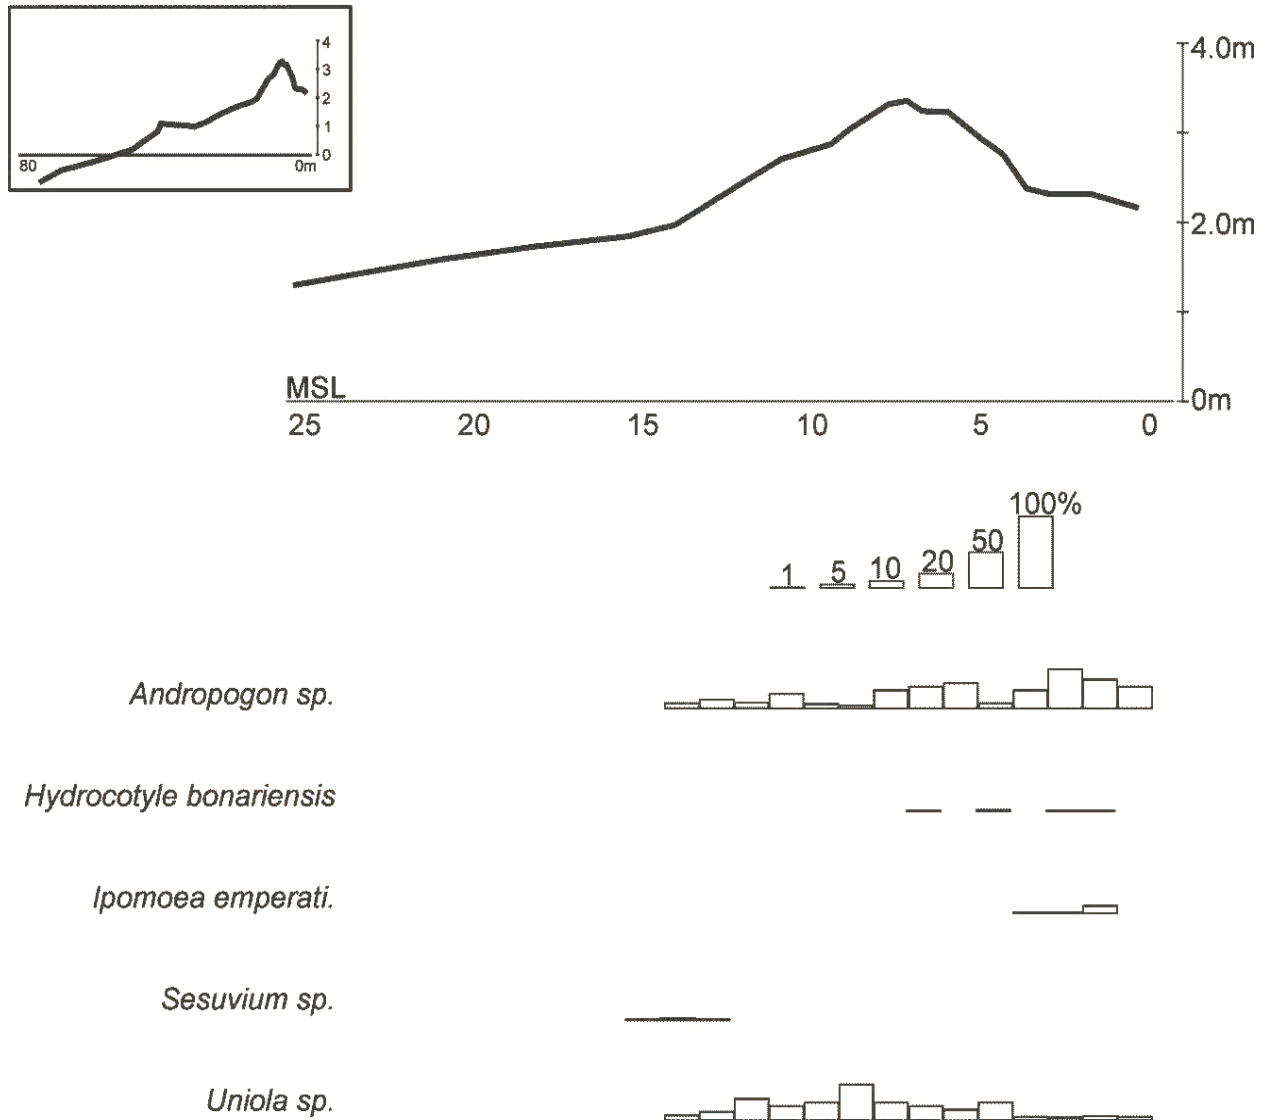 4
3
2
1
0
80 0m
4.0m
2.0m
MSL
0m
25 20 15 10 5 0
1 5 10 20 50 100%
Andropogon sp.
Hydrocotyle bonariensis
Ipomoea emperati.
Sesuvium sp.
Uniola sp.